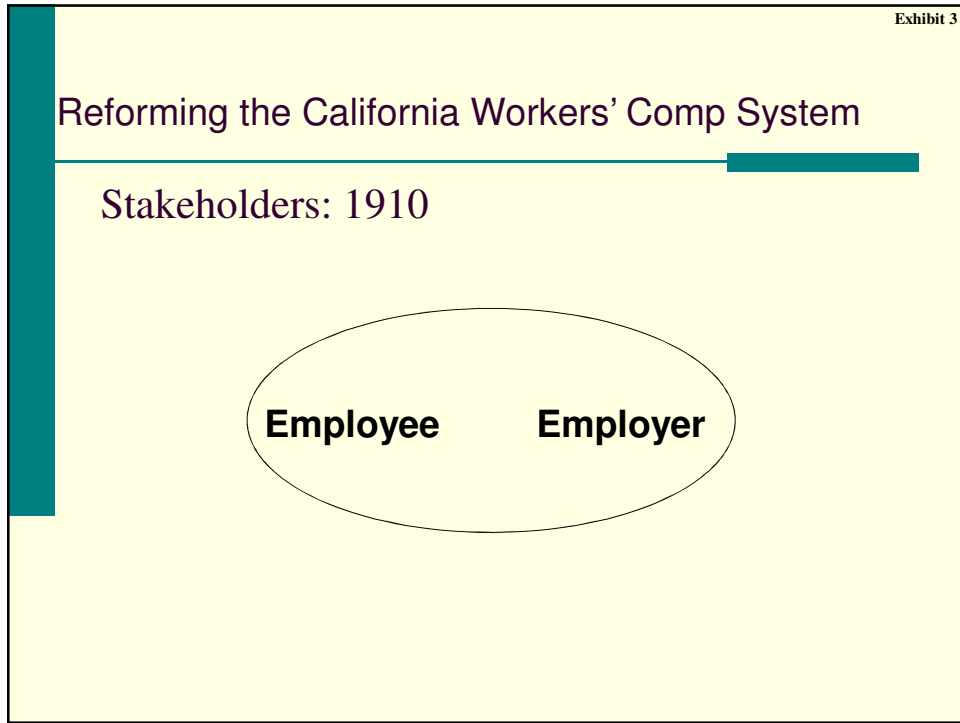 Exhibit 3
Reforming the California Workers’ Comp System
Stakeholders: 1910
Employee Employer